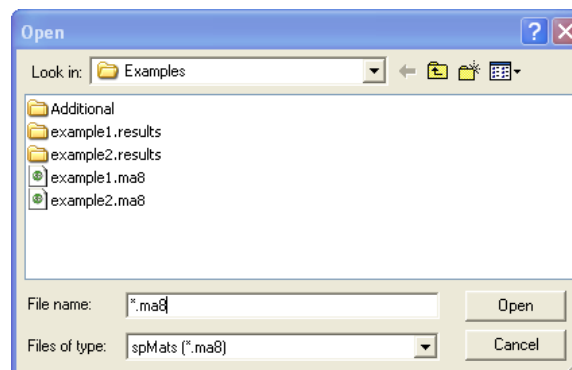 Open
Look in: Examples
Additional
example1.results
example2.results
example1.ma8
example2.ma8
File name: *.ma8 Open
Files of type: spMats (*.ma8) Cancel